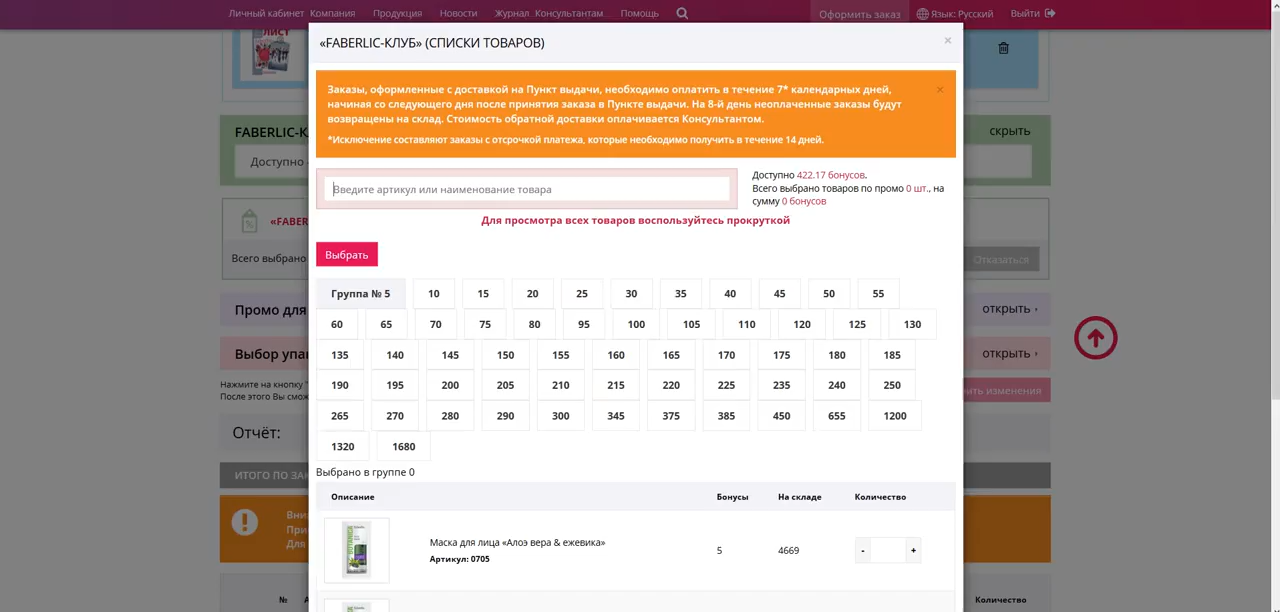 Личный кабинет Компания Продукция Новости Журнал Консультантам Помощь Оформить заказ Язык: Русский Выйти
ЛИСТ
«FABERLIC-КЛУБ» (СПИСКИ ТОВАРОВ) ×
Заказы, оформленные с доставкой на Пункт выдачи, необходимо оплатить в течение 7* календарных дней, ×
начиная со следующего дня после принятия заказа в Пункте выдачи. На 8-й день неоплаченные заказы будут
возвращены на склад. Стоимость обратной доставки оплачивается Консультантом.
*Исключение составляют заказы с отсрочкой платежа, которые необходимо получить в течение 14 дней.
FABERLIC-К скрыть
Доступно
Введите артикул или наименование товара
Доступно 422.17 бонусов.
Всего выбрано товаров по промо 0 шт., на
сумму 0 бонусов
Для просмотра всех товаров воспользуйтесь прокруткой
«FABER
Выбрать
Всего выбрано Отказаться
Группа № 5 10 15 20 25 30 35 40 45 50 55
Промо для открыть
60 65 70 75 80 95 100 105 110 120 125 130
Выбор упа открыть
135 140 145 150 155 160 165 170 175 180 185
Нажмите на кнопку "
После этого Вы смож
190 195 200 205 210 215 220 225 235 240 250
ить изменения
265 270 280 290 300 345 375 385 450 655 1200
Отчёт:
1320 1680
Выбрано в группе 0
ИТОГО ПО ЗАК
Описание Бонусы На складе Количество
Вни
При
Для
Маска для лица «Алоэ вера & ежевика»
Артикул: 0705
5 4669 - +
№ А Количество